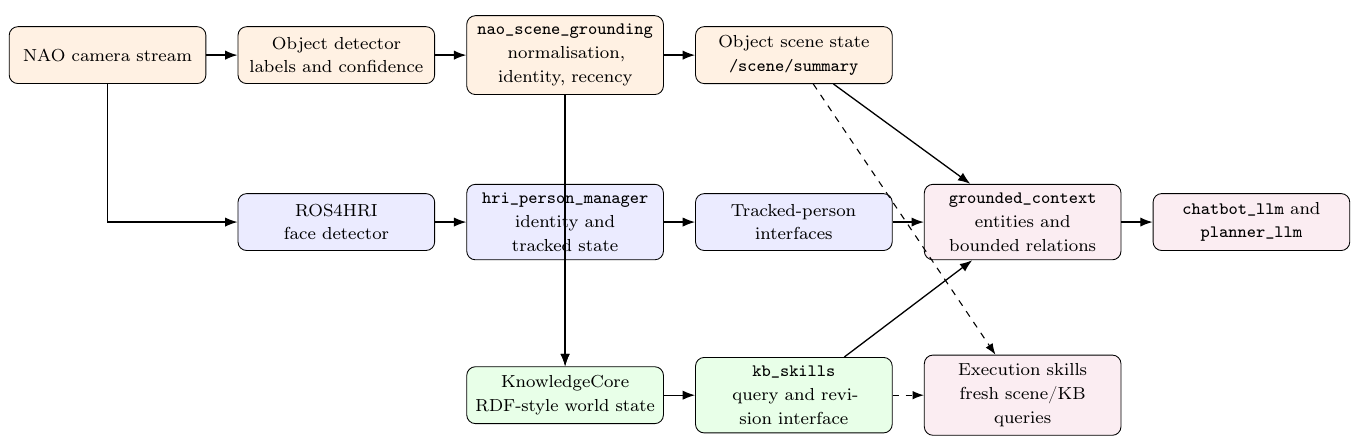 NAO camera stream
Object detector
labels and confidence
nao_scene_grounding
normalisation,
identity, recency
Object scene state
/scene/summary
ROS4HRI
face detector
hri_person_manager
identity and
tracked state
Tracked-person
interfaces
grounded_context
entities and
bounded relations
chatbot_llm and
planner_llm
KnowledgeCore
RDF-style world state
kb_skills
query and revi-
sion interface
Execution skills
fresh scene/KB
queries